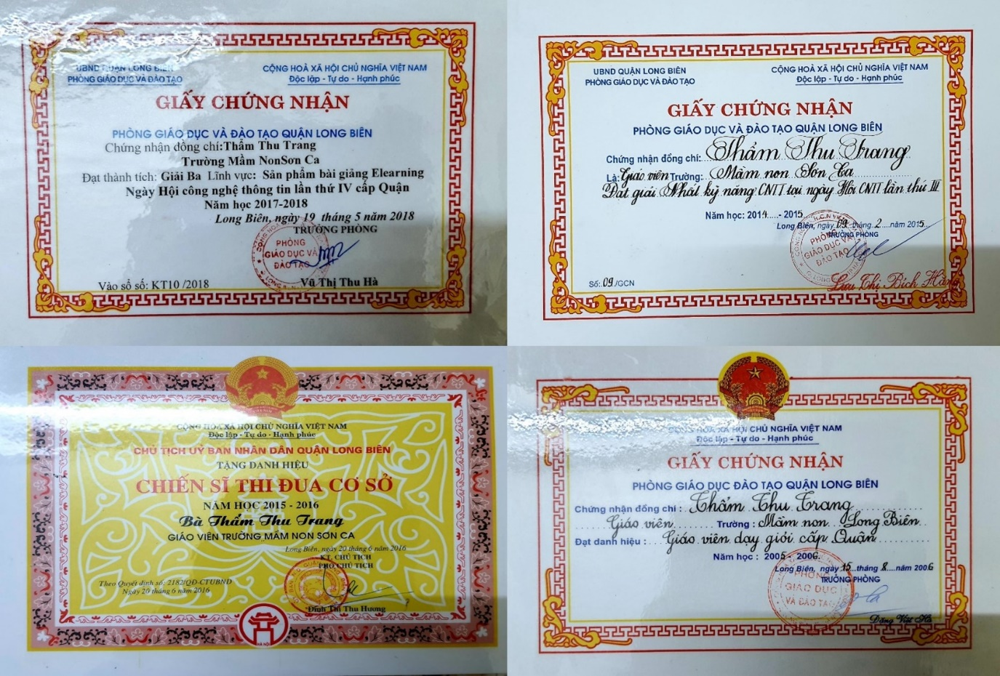 UBND QUẬN LONG BIÊN
PHÒNG GIÁO DỤC VÀ ĐÀO TẠO
CỘNG HOÀ XÃ HỘI CHỦ NGHĨA VIỆT NAM
Độc lập - Tự do - Hạnh phúc
GIẤY CHỨNG NHẬN
PHÒNG GIÁO DỤC VÀ ĐÀO TẠO QUẬN LONG BIÊN
Chứng nhận đồng chí:Thẩm Thu Trang
Trường Mầm NonSơn Ca
Đạt thành tích: Giải Ba Lĩnh vực: Sản phẩm bài giảng Elearning
Ngày Hội công nghệ thông tin lần thứ IV cấp Quận
Năm học 2017-2018
Long Biên, ngày 19 tháng 5 năm 2018
TRƯỞNG PHÒNG
PHÒNG
GIÁO DỤC VÀ
ĐÀO TẠO
Vào sổ số: KT10 /2018
Vũ Thị Thu Hà
UBND QUẬN LONG BIÊN
PHÒNG GIÁO DỤC VÀ ĐÀO TẠO
CỘNG HOÀ XÃ HỘI CHỦ NGHĨA VIỆT NAM
Độc lập - Tự do - Hạnh phúc
GIẤY CHỨNG NHẬN
PHÒNG GIÁO DỤC VÀ ĐÀO TẠO QUẬN LONG BIÊN
Chứng nhận đồng chí: Thẩm Thu Trang
Là: Giáo viên Trường: Mầm non Sơn Ca
Đạt giải Nhất kỹ năng CNTT tại ngày Hội CNTT lần thứ III
Năm học: 2014 - 2015
Long Biên, ngày 09 tháng 2 năm 2015
TRƯỞNG PHÒNG
PHÒNG
GIÁO DỤC VÀ
ĐÀO TẠO
Số: 09./GCN
Lưu Thị Bích Hằng
CỘNG HÒA XÃ HỘI CHỦ NGHĨA VIỆT NAM
Độc lập - Tự do - Hạnh phúc
CHỦ TỊCH UỶ BAN NHÂN DÂN QUẬN LONG BIÊN
TẶNG DANH HIỆU
CHIẾN SĨ THI ĐUA CƠ SỞ
NĂM HỌC 2015 - 2016
Bà Thẩm Thu Trang
GIÁO VIÊN TRƯỜNG MẦM NON SƠN CA
Long Biên, ngày 20 tháng 6 năm 2016
KT. CHỦ TỊCH
PHÓ CHỦ TỊCH
Theo Quyết định số: 2182/QĐ-CTUBND
Ngày 20 tháng 6 năm 2016
Đinh Thị Thu Hương
HÀ NỘI
CỘNG HOÀ XÃ HỘI CHỦ NGHĨA VIỆT NAM
Độc lập - Tự do - Hạnh phúc
GIẤY CHỨNG NHẬN
PHÒNG GIÁO DỤC ĐÀO TẠO QUẬN LONG BIÊN
Chứng nhận đồng chí : Thẩm Thu Trang
Giáo viên Trường : Mầm non Long Biên
Đạt danh hiệu : Giáo viên dạy giỏi cấp Quận
Năm học : 2005 - 2006
Long Biên, ngày 15 tháng 8 năm 2006
TRƯỞNG PHÒNG
PHÒNG
GIÁO DỤC
VÀ ĐÀO TẠO
Đặng Việt Hà